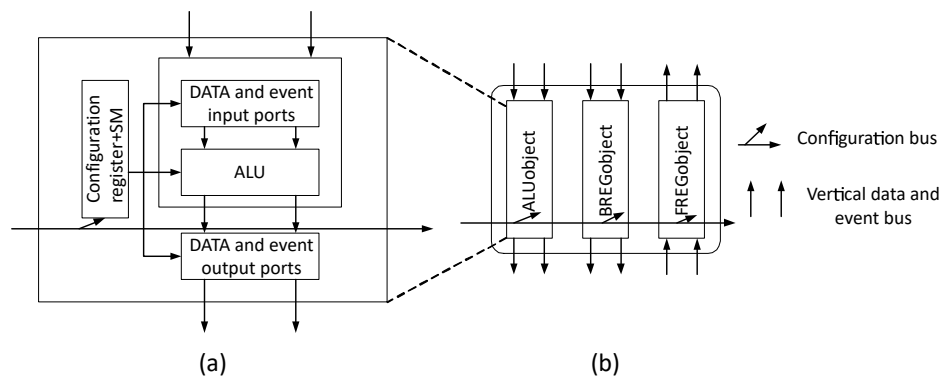 DATA and event
input ports
Configuration
register+SM
ALU
DATA and event
output ports
(a)
ALUobject
BREGobject
FREGobject
(b)
Configuration bus
Vertical data and
event bus